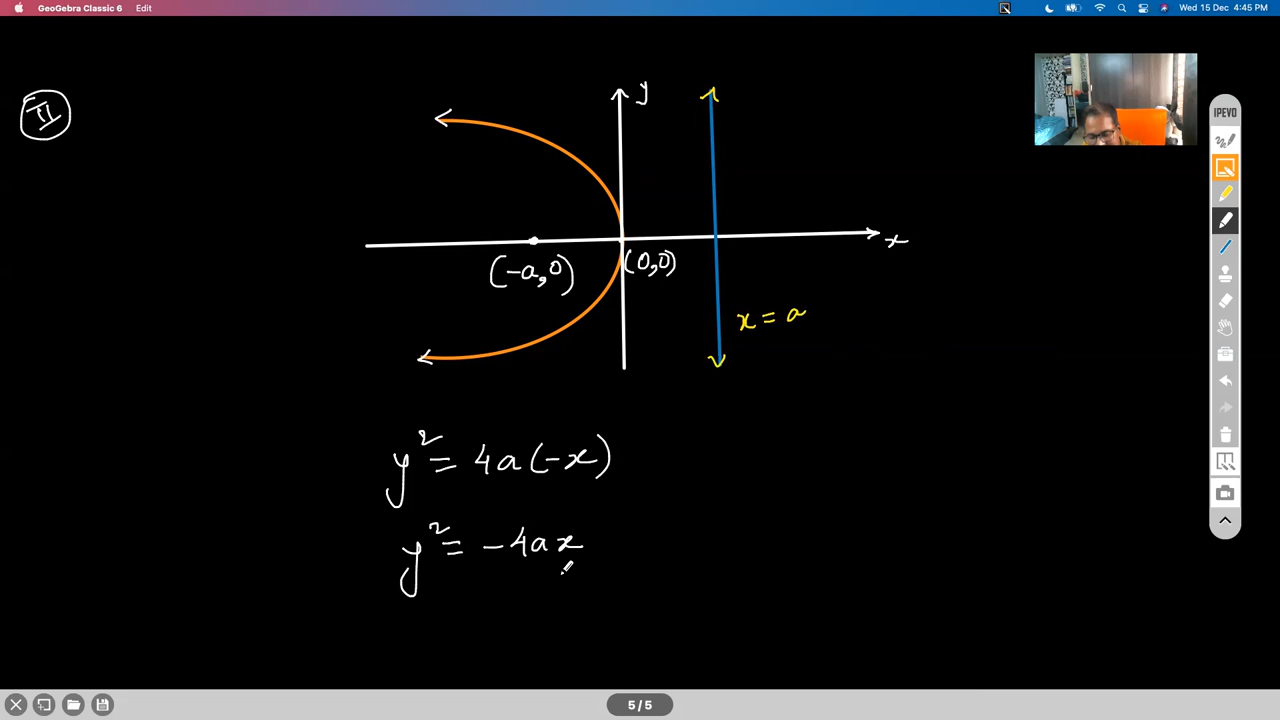 GeoGebra Classic 6 Edit
Wed 15 Dec 4:45 PM
II
y
IPEVO
x
(-a,0)
(0,0)
x = a
y² = 4a(-x)
y² = -4ax
5/5